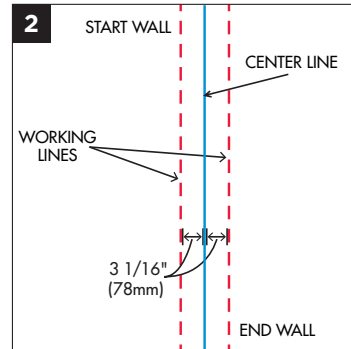 2
START WALL
CENTER LINE
WORKING
LINES
3 1/16"
(78mm)
END WALL